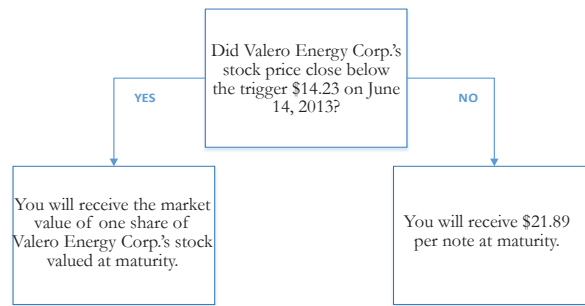 Did Valero Energy Corp.'s
stock price close below
the trigger $14.23 on June
14, 2013?
YES
NO
You will receive the market
value of one share of
Valero Energy Corp.'s stock
valued at maturity.
You will receive $21.89
per note at maturity.